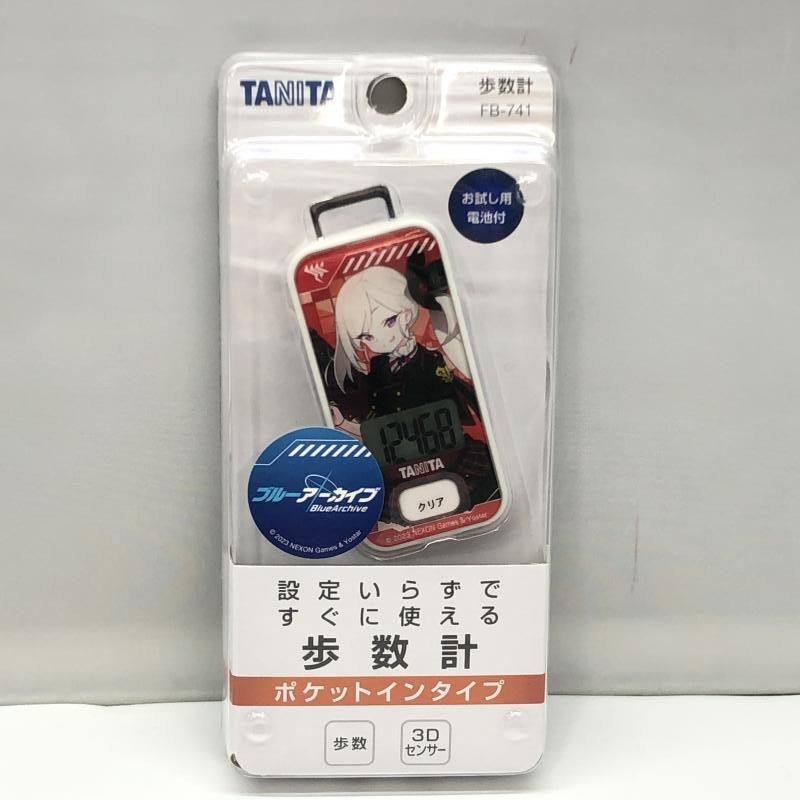 TANITA
歩数計
FB-741
お試し用
電池付
12468
TANITA
クリア
© 2023 NEXON Games & Yostar
ブルーアーカイブ
BlueArchive
© 2023 NEXON Games & Yostar
設定いらずで
すぐに使える
歩数計
ポケットインタイプ
歩数
3D
センサー